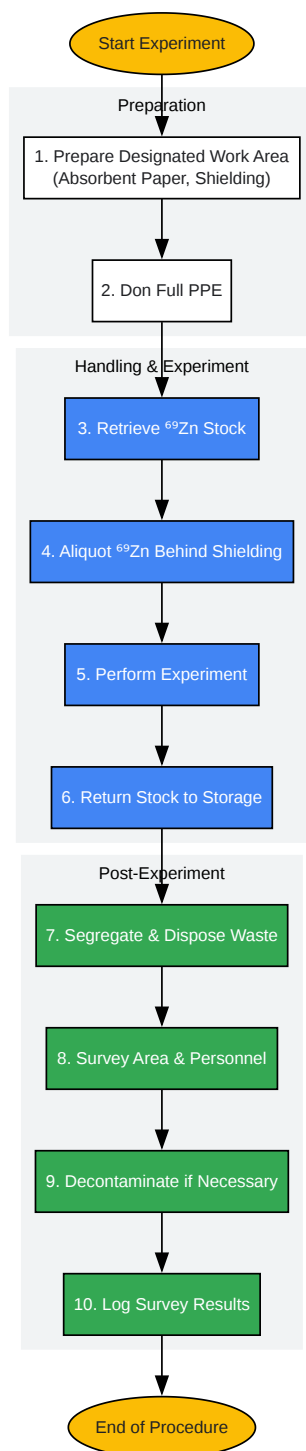 Start Experiment
Preparation
1. Prepare Designated Work Area
(Absorbent Paper, Shielding)
2. Don Full PPE
Handling & Experiment
3. Retrieve ⁶⁹Zn Stock
4. Aliquot ⁶⁹Zn Behind Shielding
5. Perform Experiment
6. Return Stock to Storage
Post-Experiment
7. Segregate & Dispose Waste
8. Survey Area & Personnel
9. Decontaminate if Necessary
10. Log Survey Results
End of Procedure